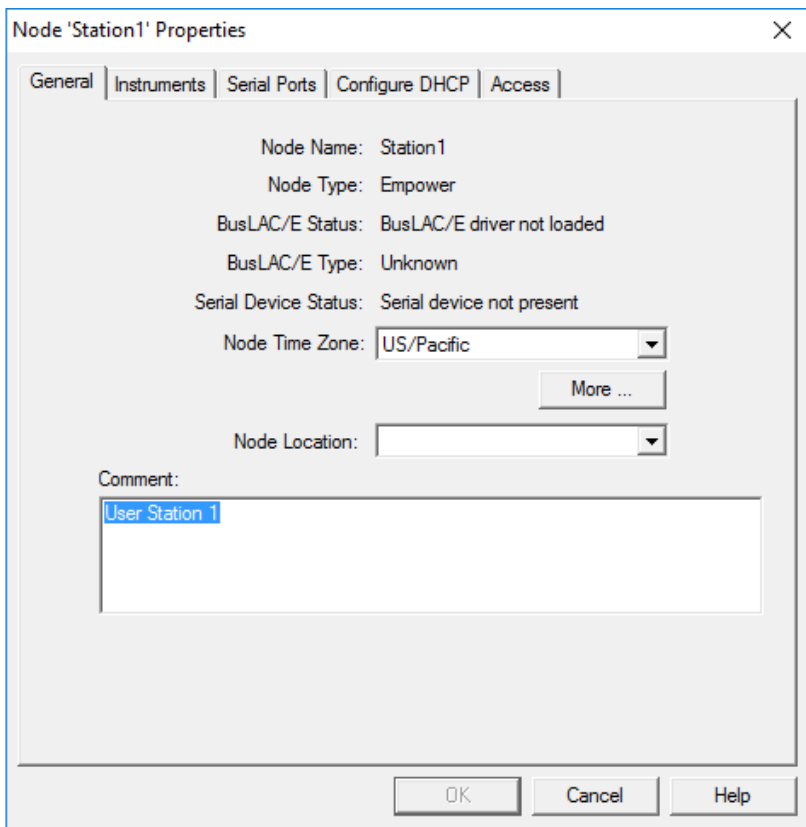 Node 'Station1' Properties
General Instruments Serial Ports Configure DHCP Access
Node Name: Station1
Node Type: Empower
BusLAC/E Status: BusLAC/E driver not loaded
BusLAC/E Type: Unknown
Serial Device Status: Serial device not present
Node Time Zone: US/Pacific
More ...
Node Location:
Comment:
User Station 1
OK Cancel Help